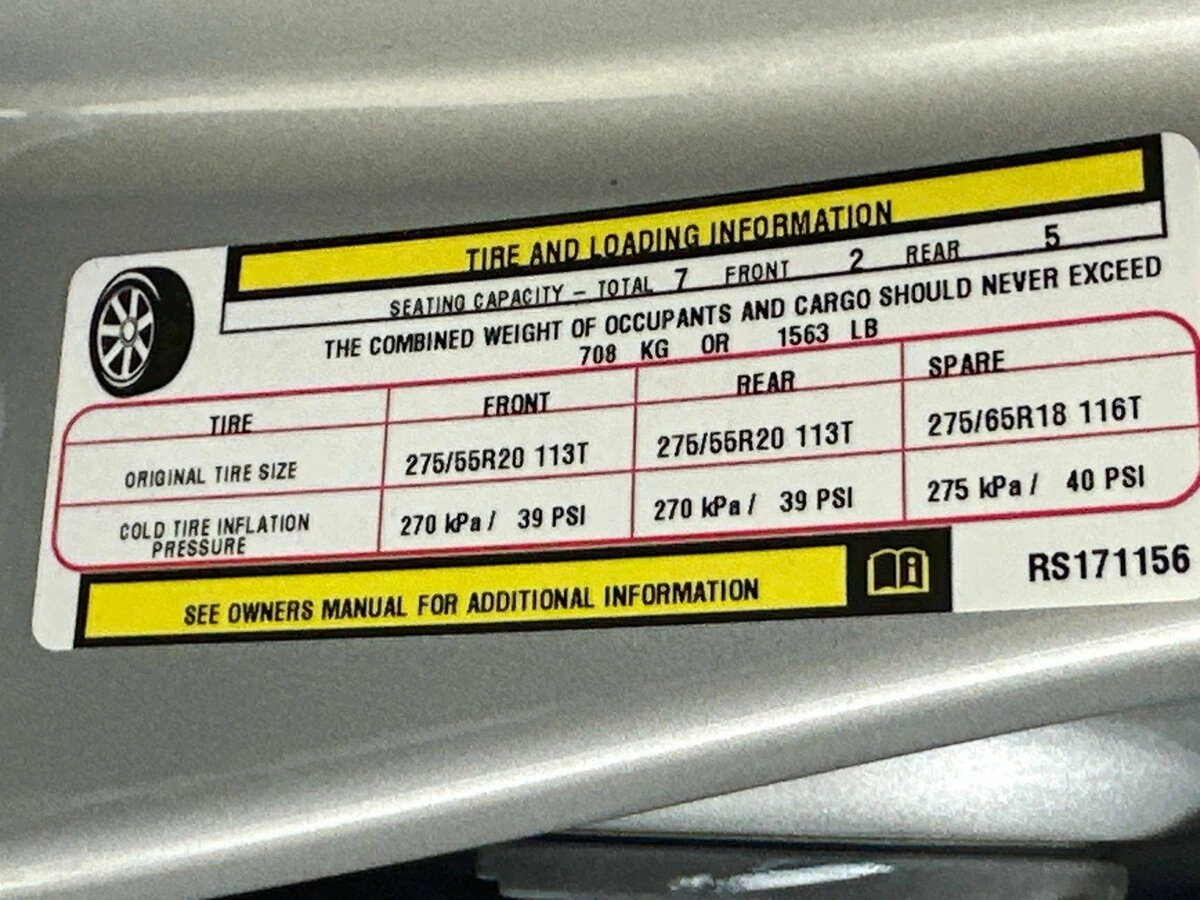 TIRE AND LOADING INFORMATION
SEATING CAPACITY – TOTAL 7 FRONT 2 REAR 5
THE COMBINED WEIGHT OF OCCUPANTS AND CARGO SHOULD NEVER EXCEED
708 KG OR 1563 LB
TIRE FRONT REAR SPARE
ORIGINAL TIRE SIZE 275/55R20 113T 275/55R20 113T 275/65R18 116T
COLD TIRE INFLATION PRESSURE 270 kPa / 39 PSI 270 kPa / 39 PSI 275 kPa / 40 PSI
SEE OWNERS MANUAL FOR ADDITIONAL INFORMATION
RS171156